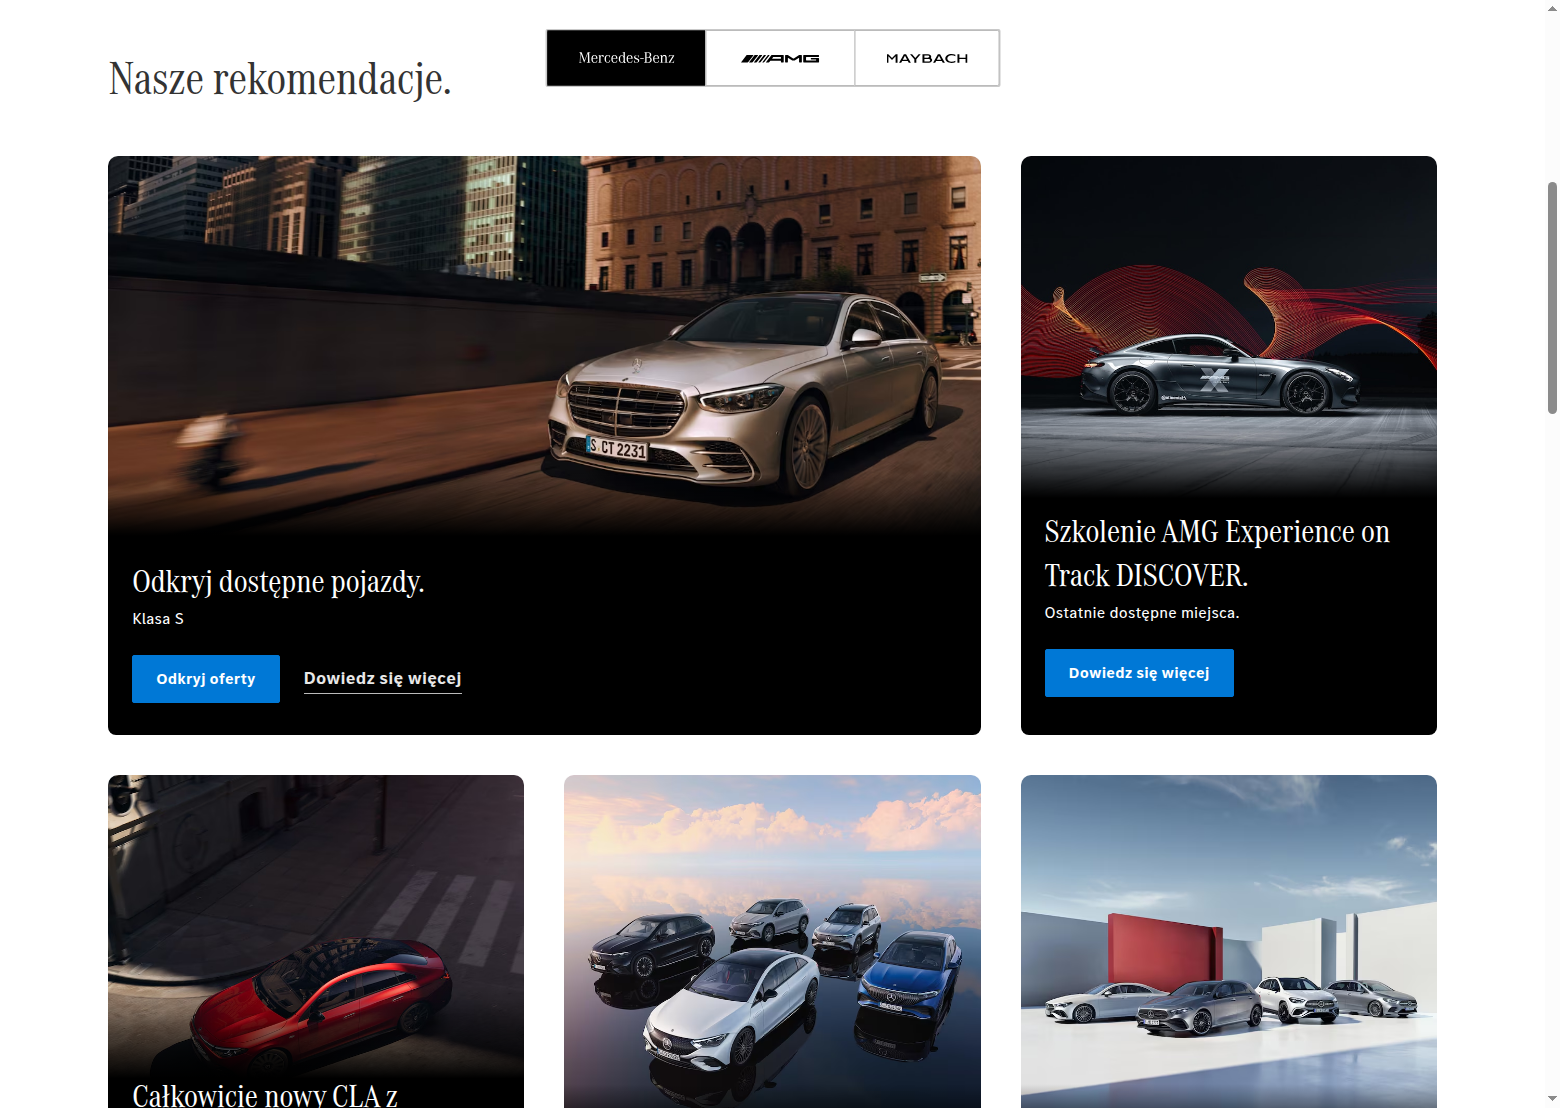 Nasze rekomendacje.
Mercedes-Benz
AMG
MAYBACH
S CT 2231
Odkryj dostępne pojazdy.
Klasa S
Odkryj oferty
Dowiedz się więcej
Szkolenie AMG Experience on
Track DISCOVER.
Ostatnie dostępne miejsca.
Dowiedz się więcej
Całkowicie nowy CLA z